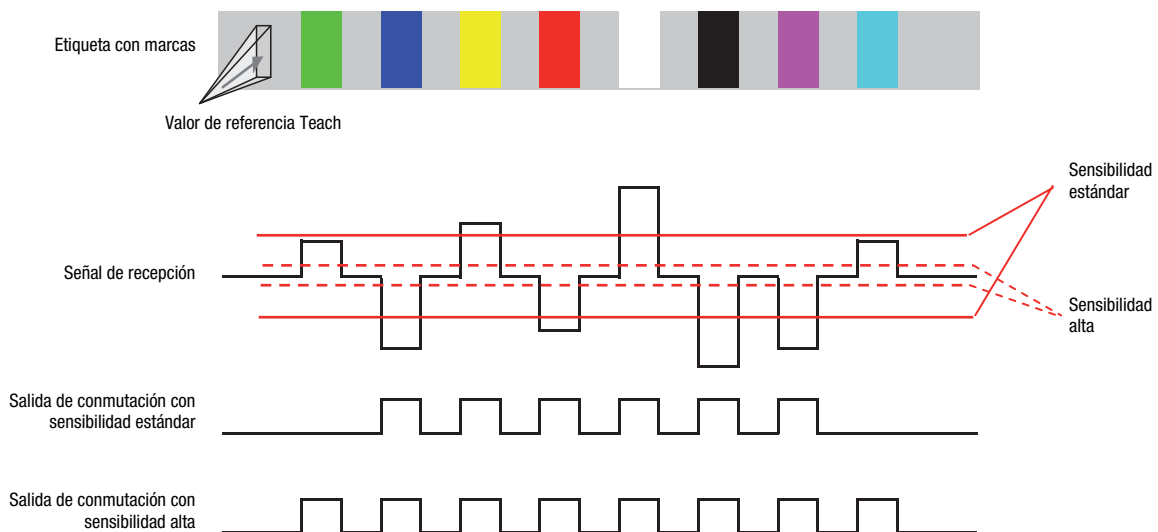 Etiqueta con marcas
Valor de referencia Teach
Sensibilidad
estándar
Señal de recepción
Sensibilidad
alta
Salida de conmutación con
sensibilidad estándar
Salida de conmutación con
sensibilidad alta